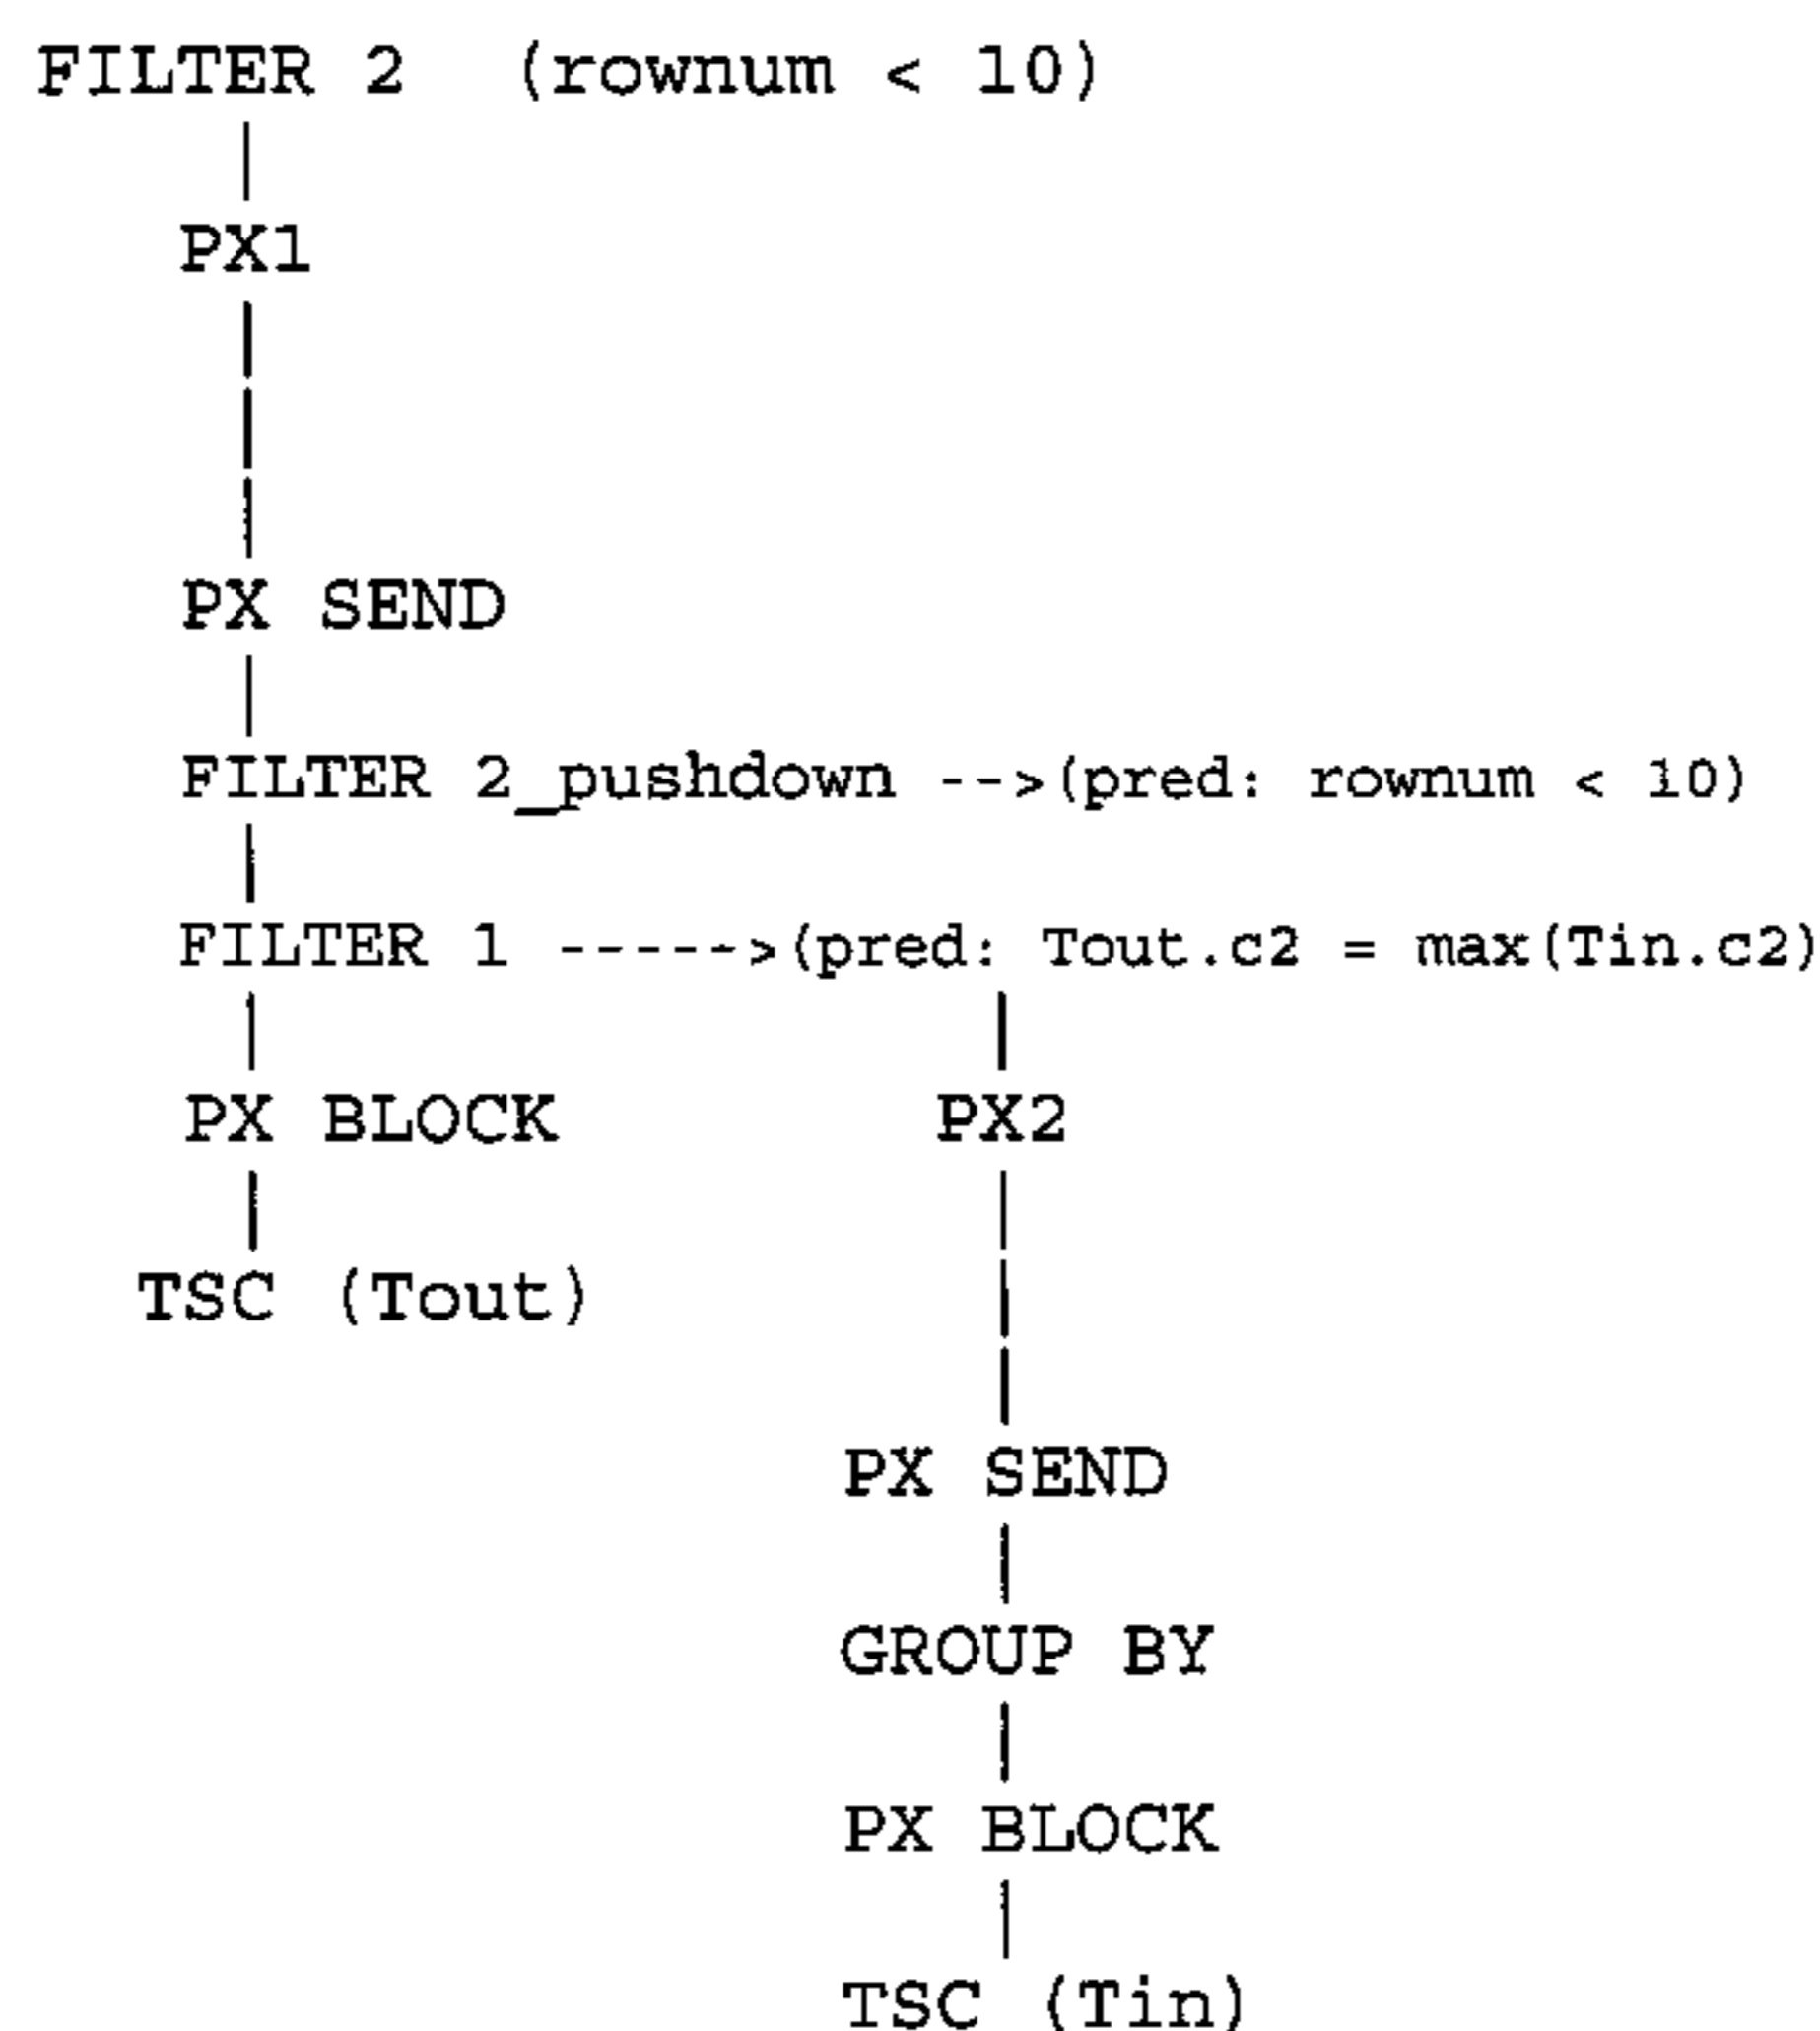 FILTER 2 (rownum < 10)
PX1
PX SEND
FILTER 2_pushdown -->(pred: rownum < 10)
FILTER 1 ----->(pred: Tout.c2 = max(Tin.c2)
PX BLOCK PX2
TSC (Tout)
PX SEND
GROUP BY
PX BLOCK
TSC (Tin)